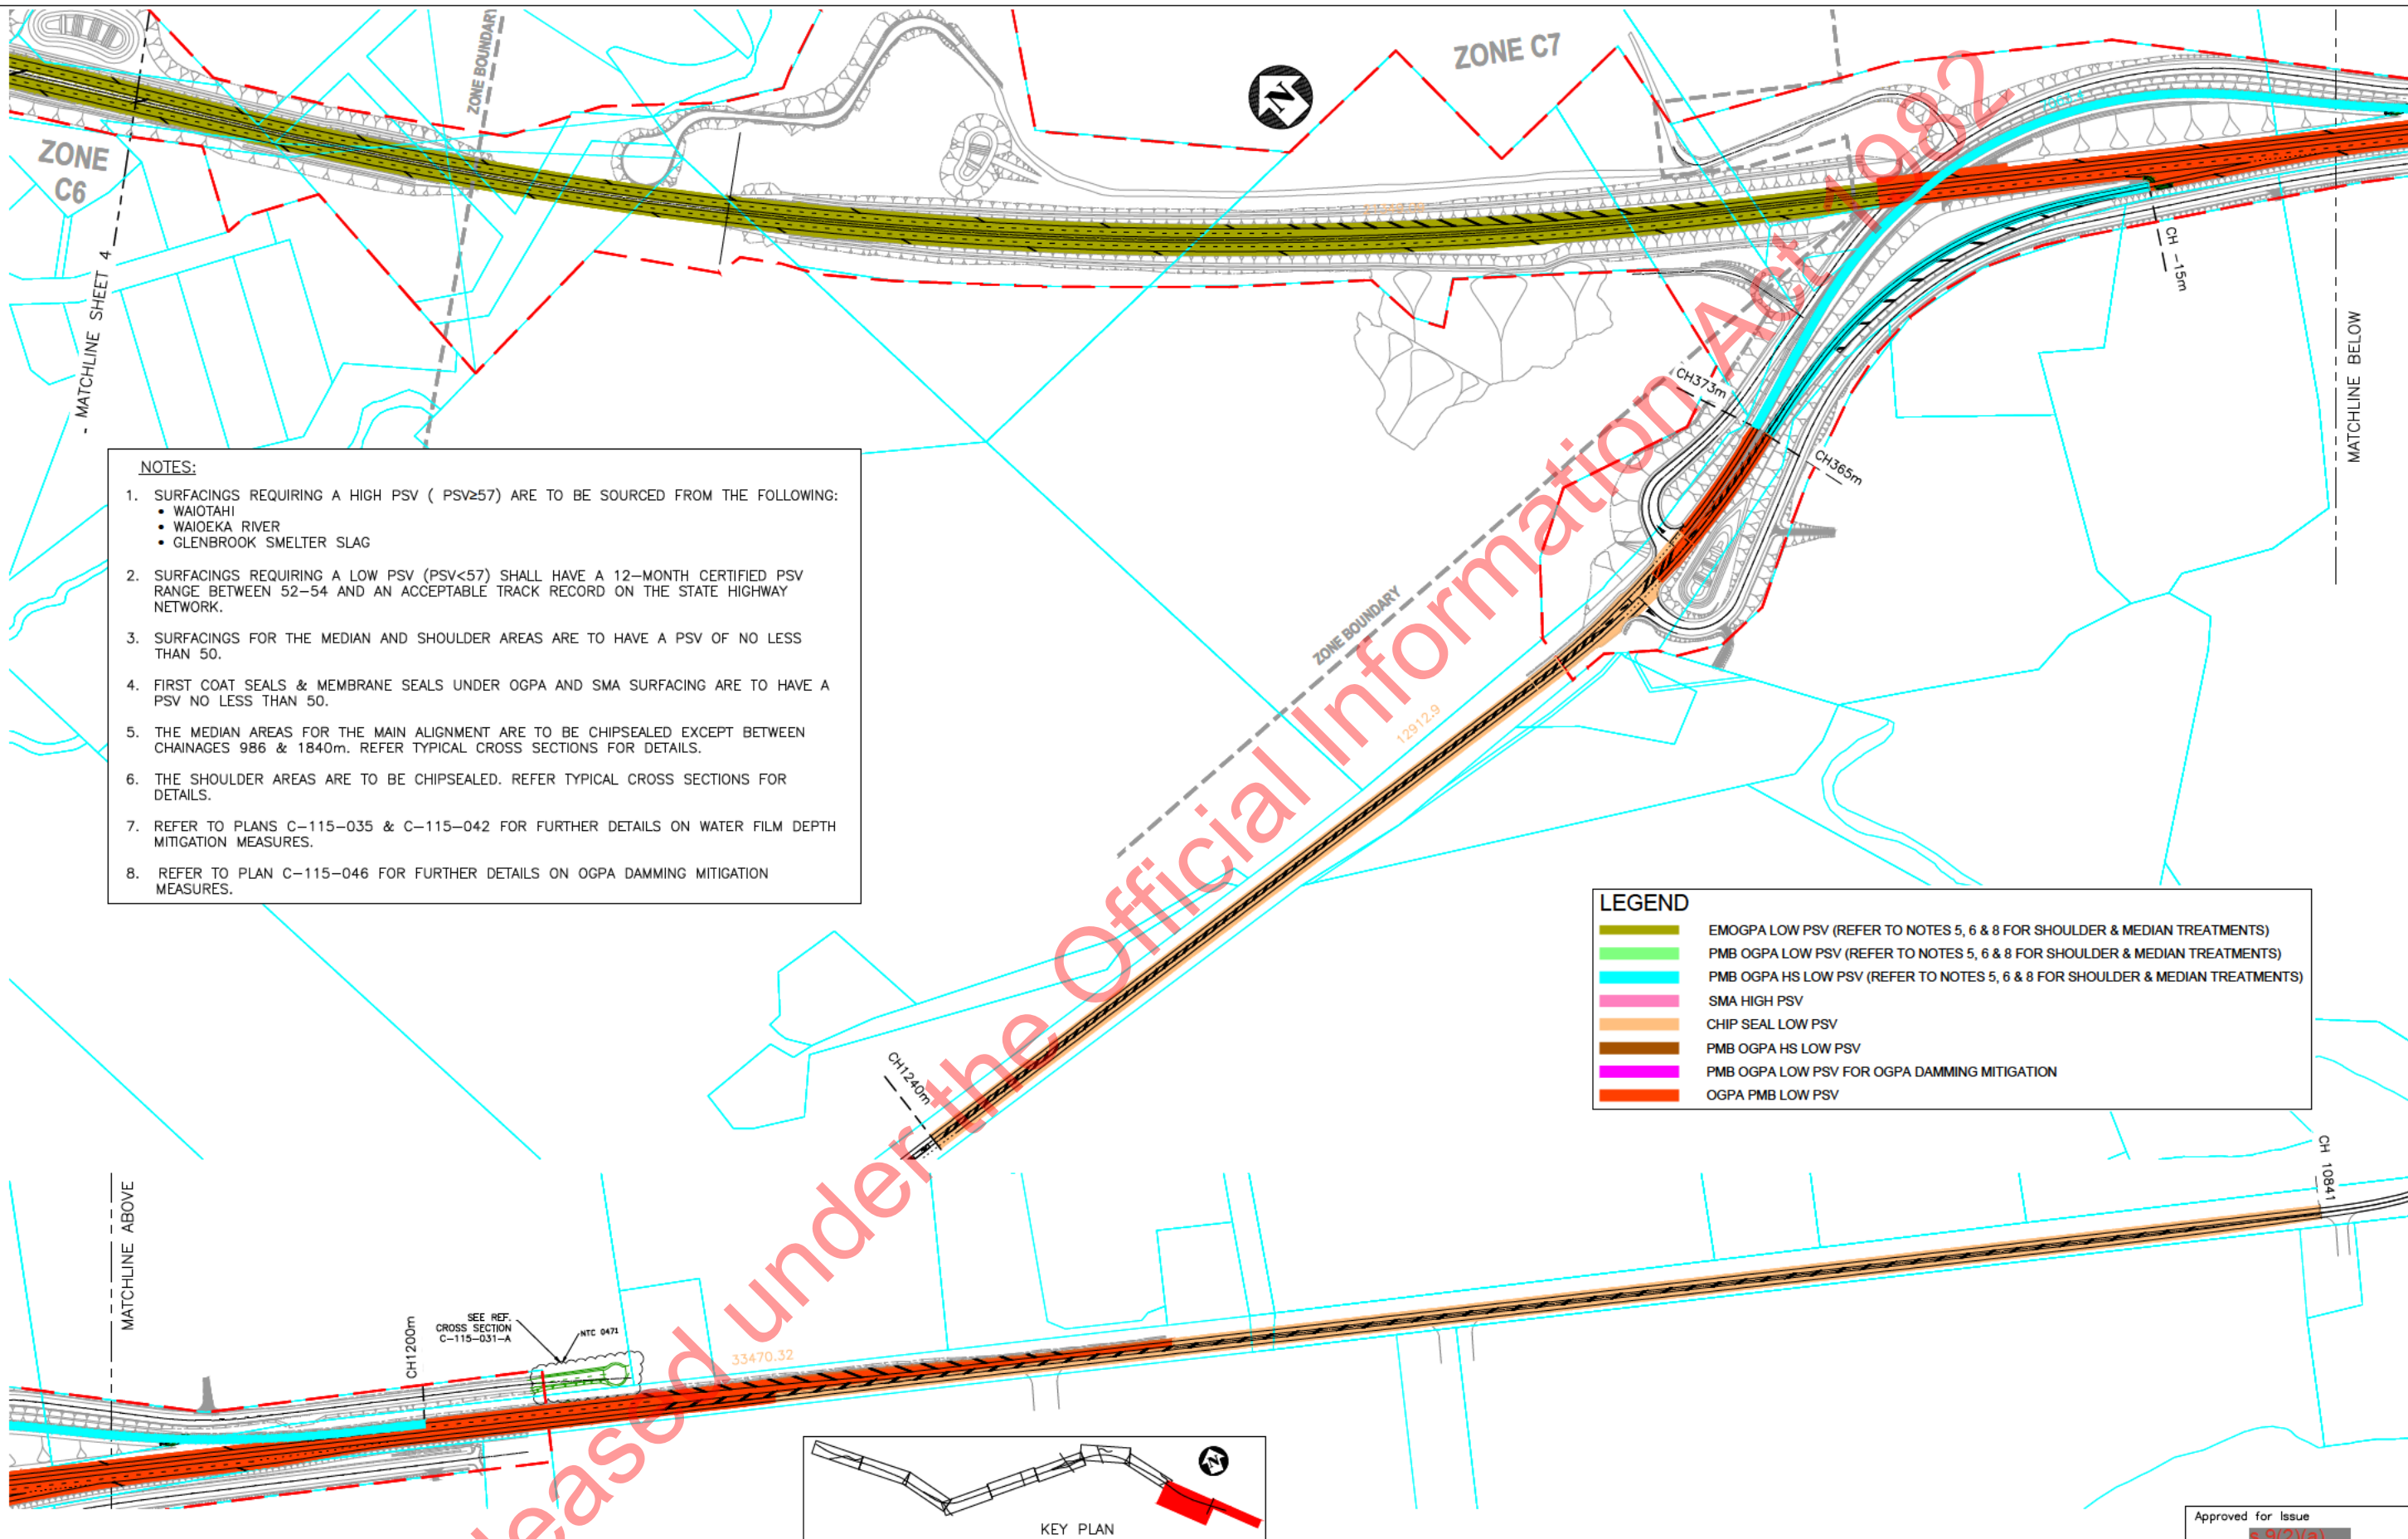 ZONE BOUNDARY
ZONE C7
N
ZONE
C6
MATCHLINE SHEET 4
CH -15m
MATCHLINE BELOW
CH373m
CH365m
NOTES:
1. SURFACINGS REQUIRING A HIGH PSV ( PSV≥57) ARE TO BE SOURCED FROM THE FOLLOWING:
• WAIOTAHI
• WAIOEKA RIVER
• GLENBROOK SMELTER SLAG
2. SURFACINGS REQUIRING A LOW PSV (PSV<57) SHALL HAVE A 12-MONTH CERTIFIED PSV
RANGE BETWEEN 52-54 AND AN ACCEPTABLE TRACK RECORD ON THE STATE HIGHWAY
NETWORK.
3. SURFACINGS FOR THE MEDIAN AND SHOULDER AREAS ARE TO HAVE A PSV OF NO LESS
THAN 50.
4. FIRST COAT SEALS & MEMBRANE SEALS UNDER OGPA AND SMA SURFACING ARE TO HAVE A
PSV NO LESS THAN 50.
5. THE MEDIAN AREAS FOR THE MAIN ALIGNMENT ARE TO BE CHIPSEALED EXCEPT BETWEEN
CHAINAGES 986 & 1840m. REFER TYPICAL CROSS SECTIONS FOR DETAILS.
6. THE SHOULDER AREAS ARE TO BE CHIPSEALED. REFER TYPICAL CROSS SECTIONS FOR
DETAILS.
7. REFER TO PLANS C-115-035 & C-115-042 FOR FURTHER DETAILS ON WATER FILM DEPTH
MITIGATION MEASURES.
8. REFER TO PLAN C-115-046 FOR FURTHER DETAILS ON OGPA DAMMING MITIGATION
MEASURES.
ZONE BOUNDARY
12912.9
CH1240m
LEGEND
EMOGPA LOW PSV (REFER TO NOTES 5, 6 & 8 FOR SHOULDER & MEDIAN TREATMENTS)
PMB OGPA LOW PSV (REFER TO NOTES 5, 6 & 8 FOR SHOULDER & MEDIAN TREATMENTS)
PMB OGPA HS LOW PSV (REFER TO NOTES 5, 6 & 8 FOR SHOULDER & MEDIAN TREATMENTS)
SMA HIGH PSV
CHIP SEAL LOW PSV
PMB OGPA HS LOW PSV
PMB OGPA LOW PSV FOR OGPA DAMMING MITIGATION
OGPA PMB LOW PSV
MATCHLINE ABOVE
CH1200m
SEE REF.
CROSS SECTION
C-115-031-A
NTC 0471
33470.32
CH 10841
N
KEY PLAN
Approved for Issue
s 9(2)(a)
leased under the Official Information Act 1982